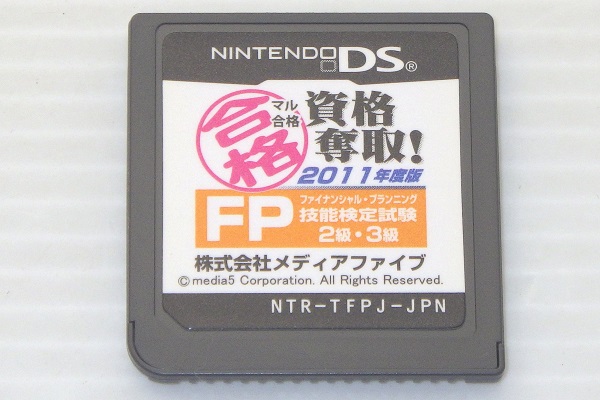 NINTENDO DS®
合格
マル合格
資格奪取!
2011年度版
FP
ファイナンシャル・プランニング
技能検定試験
2級・3級
株式会社メディアファイブ
©media5 Corporation. All Rights Reserved.
NTR-TFPJ-JPN